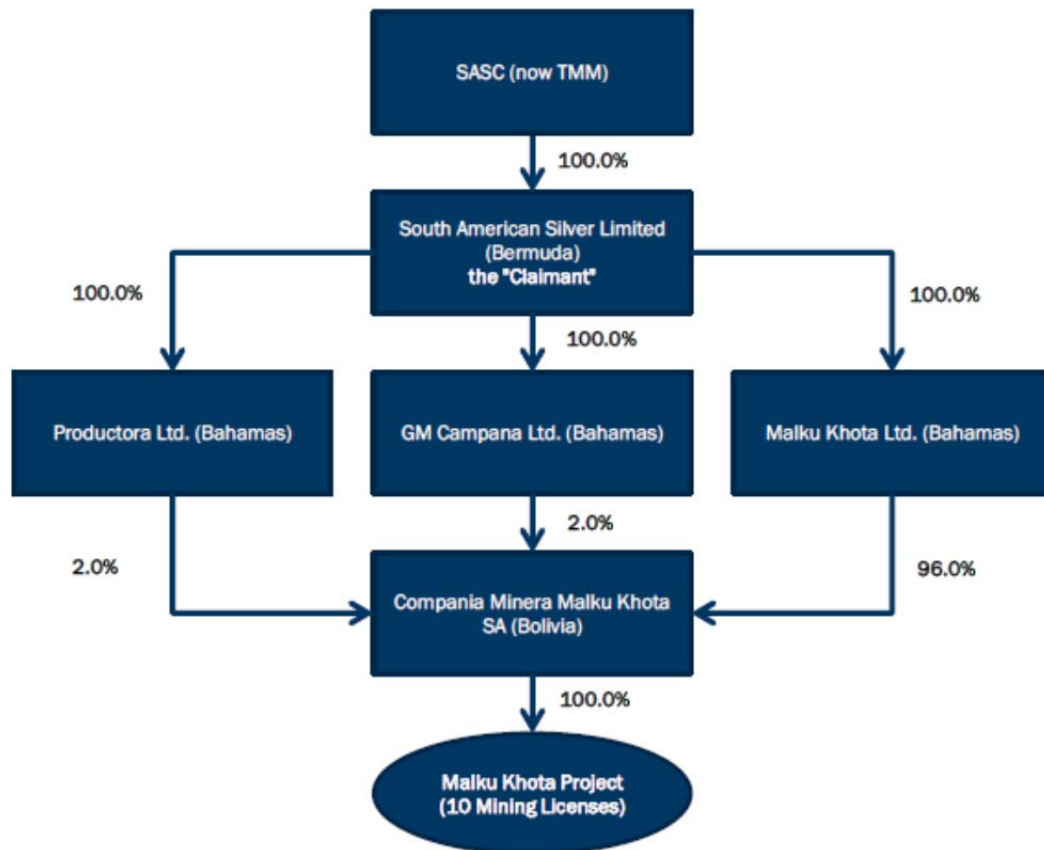 SASC (now TMM)
100.0%
South American Silver Limited
(Bermuda)
the "Claimant"
100.0%
100.0%
100.0%
Productora Ltd. (Bahamas)
GM Campana Ltd. (Bahamas)
Malku Khota Ltd. (Bahamas)
2.0%
2.0%
96.0%
Compania Minera Malku Khota
SA (Bolivia)
100.0%
Malku Khota Project
(10 Mining Licenses)